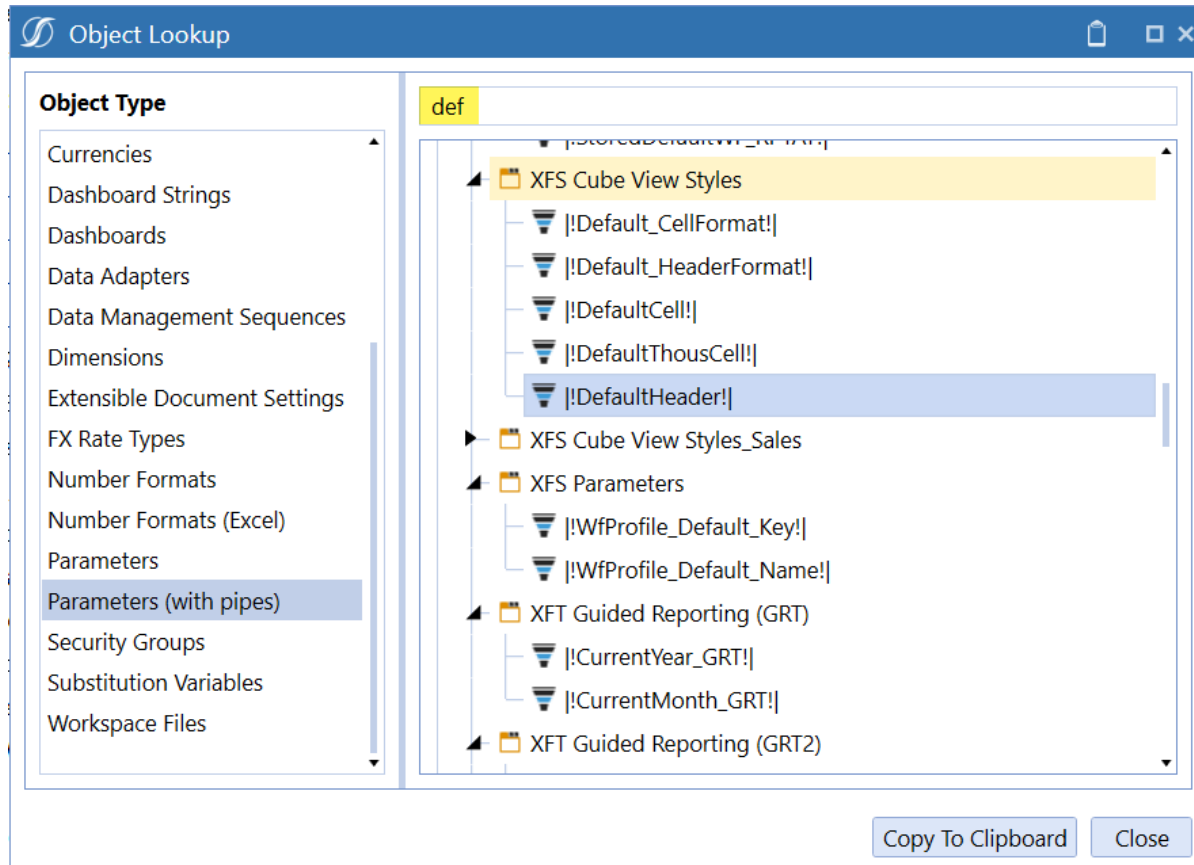 Object Lookup
Object Type
Currencies
Dashboard Strings
Dashboards
Data Adapters
Data Management Sequences
Dimensions
Extensible Document Settings
FX Rate Types
Number Formats
Number Formats (Excel)
Parameters
Parameters (with pipes)
Security Groups
Substitution Variables
Workspace Files
def
XFS Cube View Styles
|!Default_CellFormat!|
|!Default_HeaderFormat!|
|!DefaultCell!|
|!DefaultThousCell!|
|!DefaultHeader!|
XFS Cube View Styles_Sales
XFS Parameters
|!WfProfile_Default_Key!|
|!WfProfile_Default_Name!|
XFT Guided Reporting (GRT)
|!CurrentYear_GRT!|
|!CurrentMonth_GRT!|
XFT Guided Reporting (GRT2)
Copy To Clipboard
Close